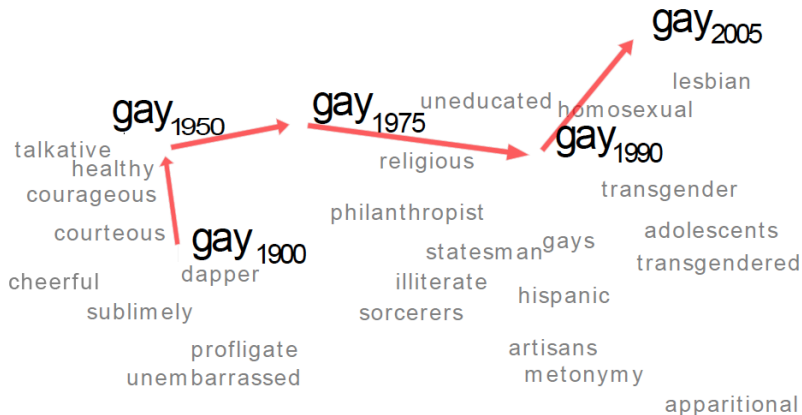 gay2005
lesbian
uneducated
homosexual
gay1950
gay1975
gay1990
talkative
healthy
religious
courageous
transgender
philanthropist
courteous
gay1900
adolescents
statesman
gays
transgendered
dapper
cheerful
illiterate
hispanic
sublimely
sorcerers
profligate
artisans
unembarrassed
metonymy
apparitional